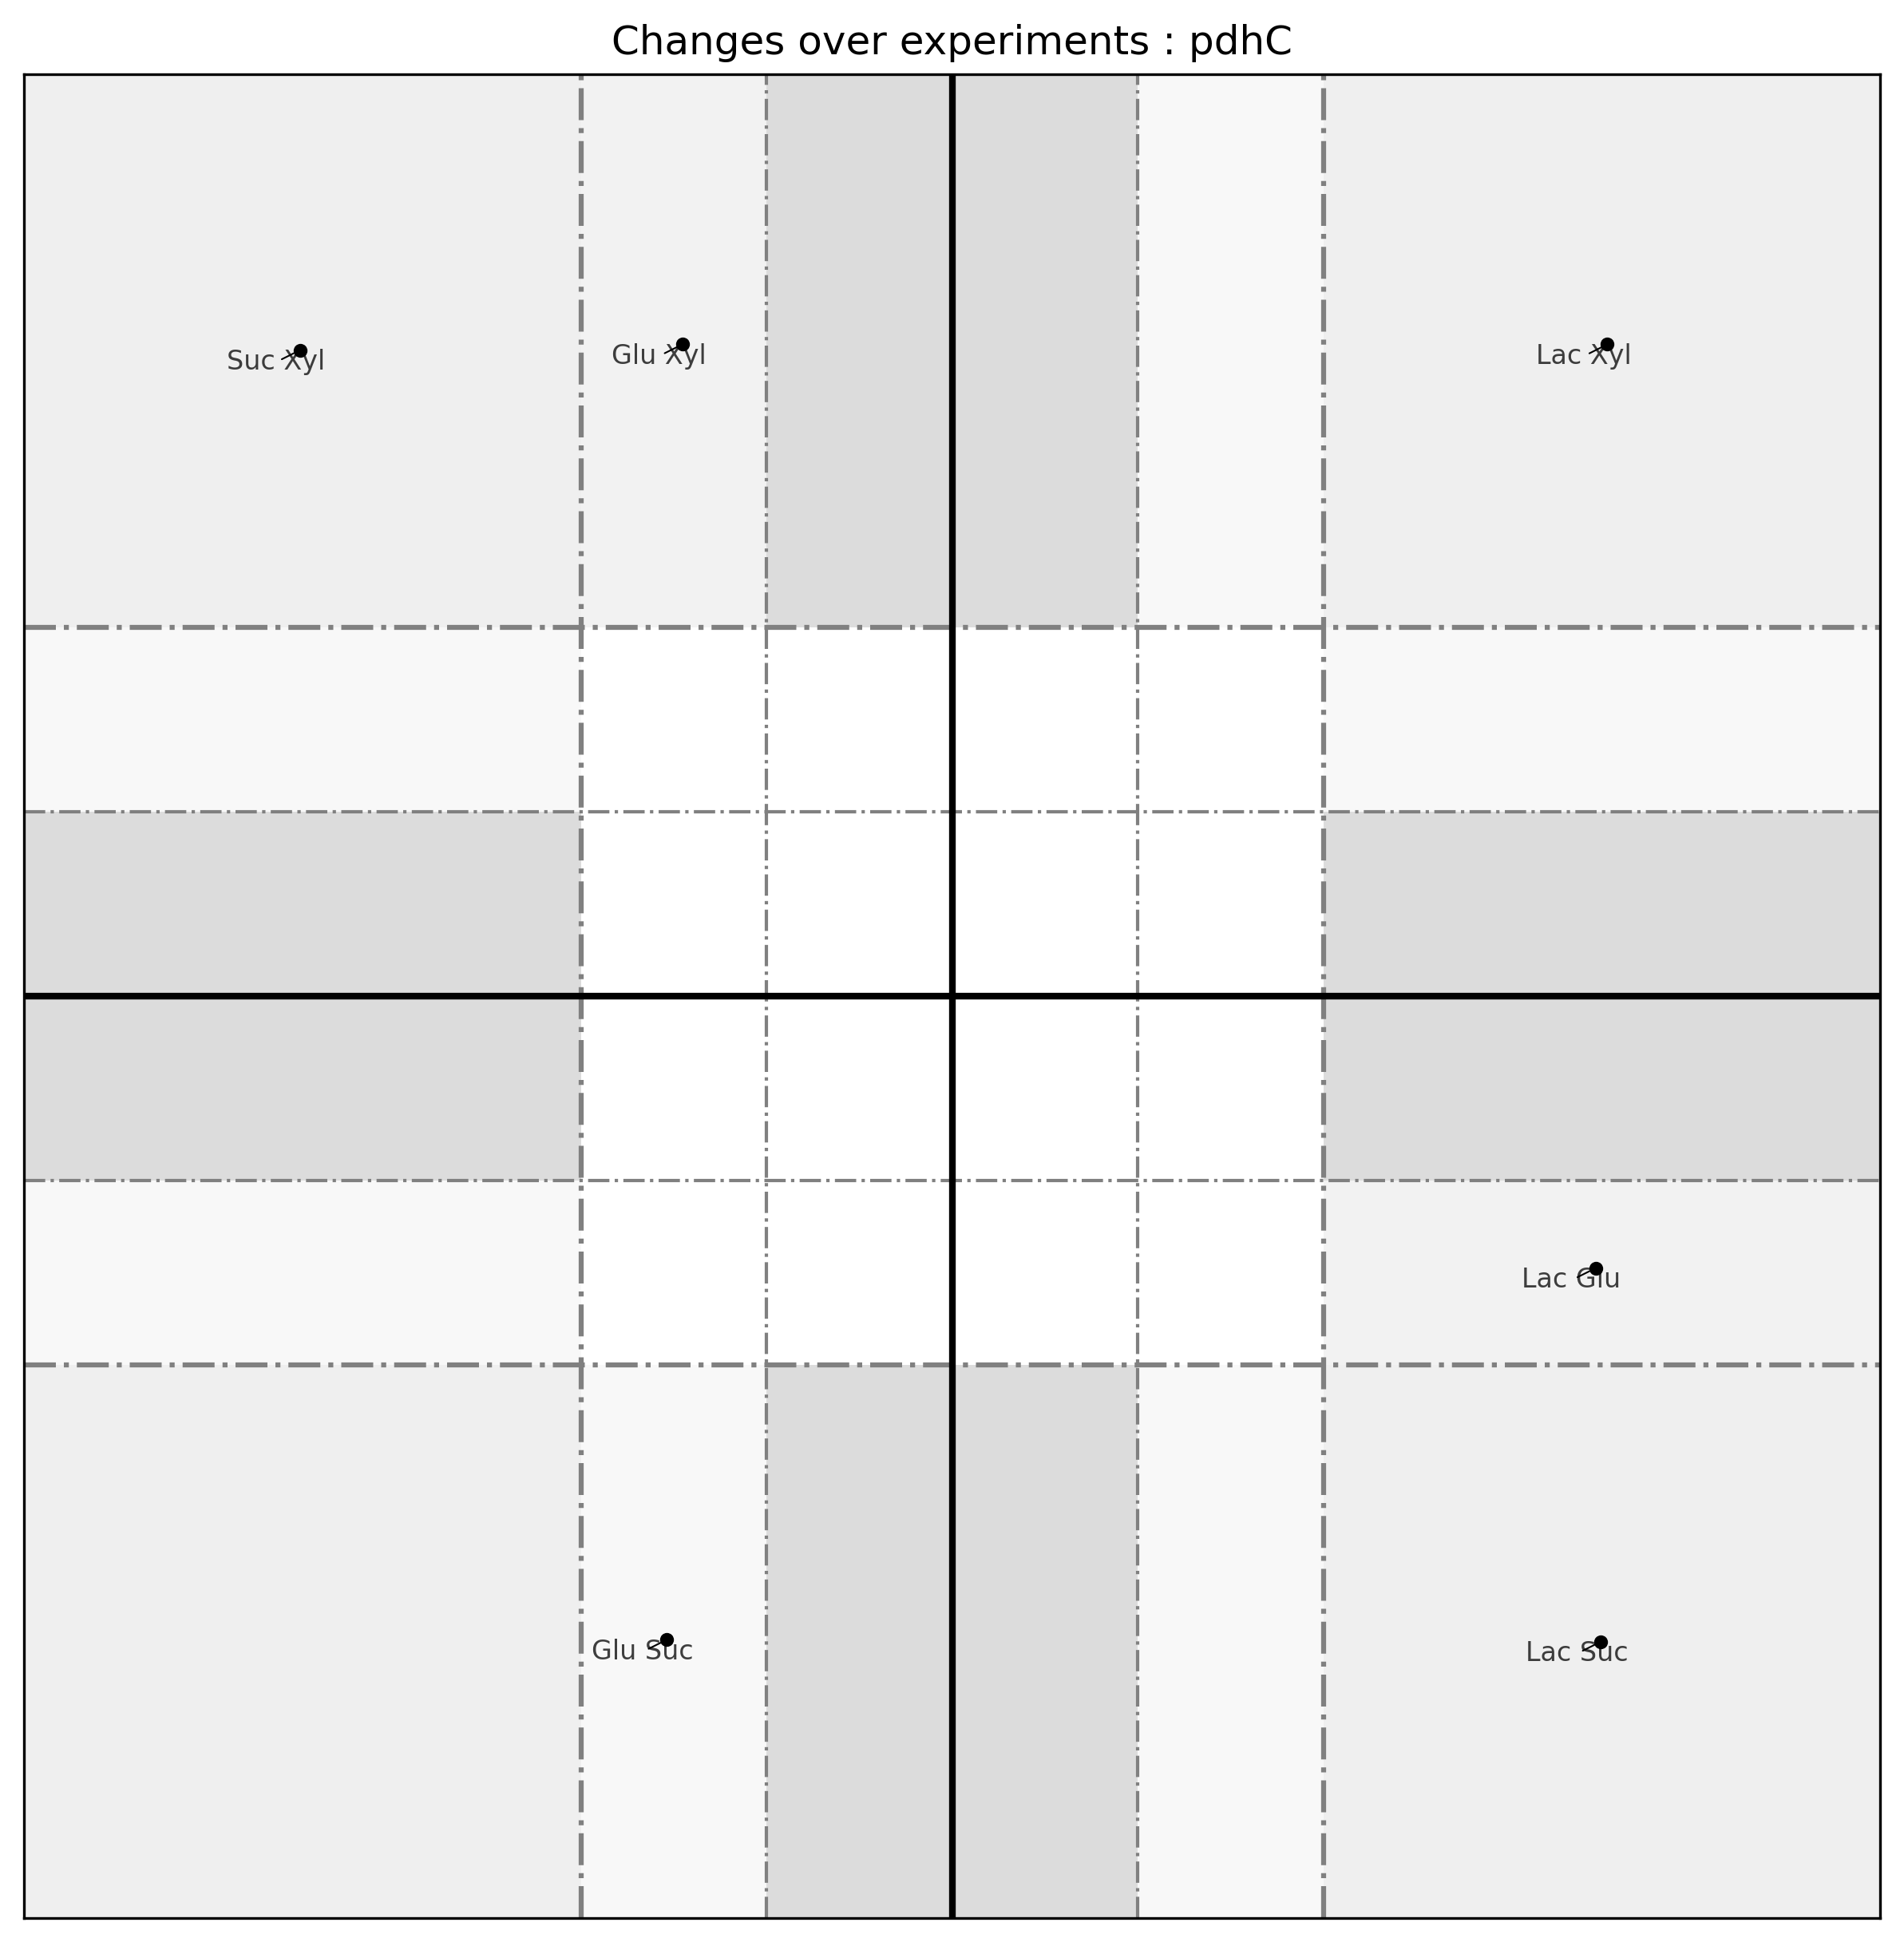 Changes over experiments : pdhC
Suc Xyl
Glu Xyl
Lac Xyl
Lac Glu
Glu Suc
Lac Suc